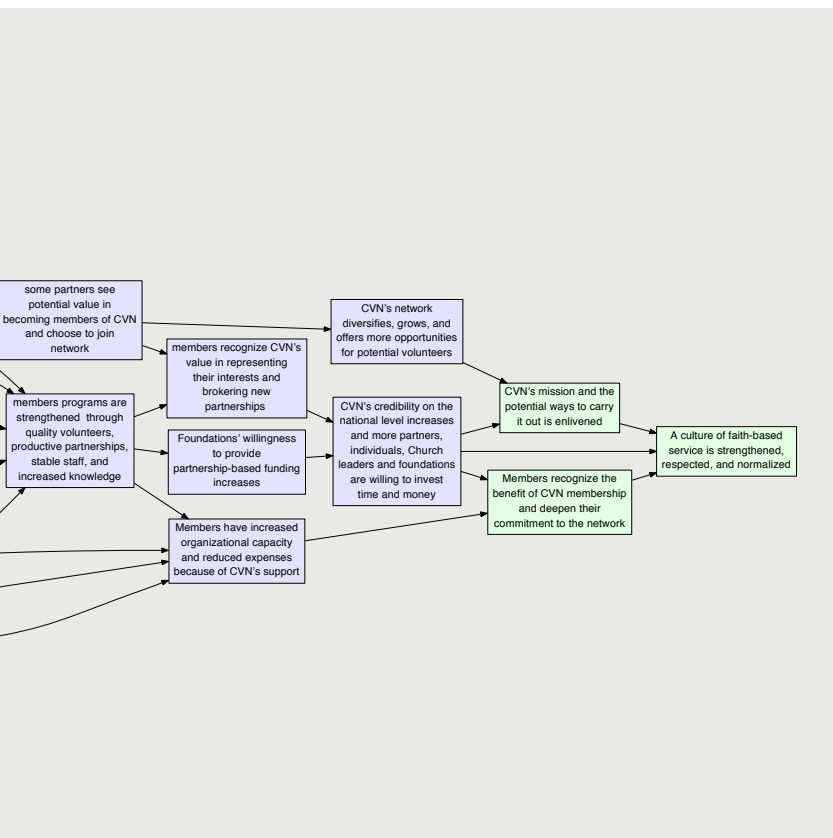 some partners see
potential value in
becoming members of CVN
and choose to join
network
members programs are
strengthened through
quality volunteers,
productive partnerships,
stable staff, and
increased knowledge
members recognize CVN's
value in representing
their interests and
brokering new
partnerships
Foundations' willingness
to provide
partnership-based funding
increases
Members have increased
organizational capacity
and reduced expenses
because of CVN's support
CVN's network
diversifies, grows, and
offers more opportunities
for potential volunteers
CVN's credibility on the
national level increases
and more partners,
individuals, Church
leaders and foundations
are willing to invest
time and money
CVN's mission and the
potential ways to carry
it out is enlivened
Members recognize the
benefit of CVN membership
and deepen their
commitment to the network
A culture of faith-based
service is strengthened,
respected, and normalized